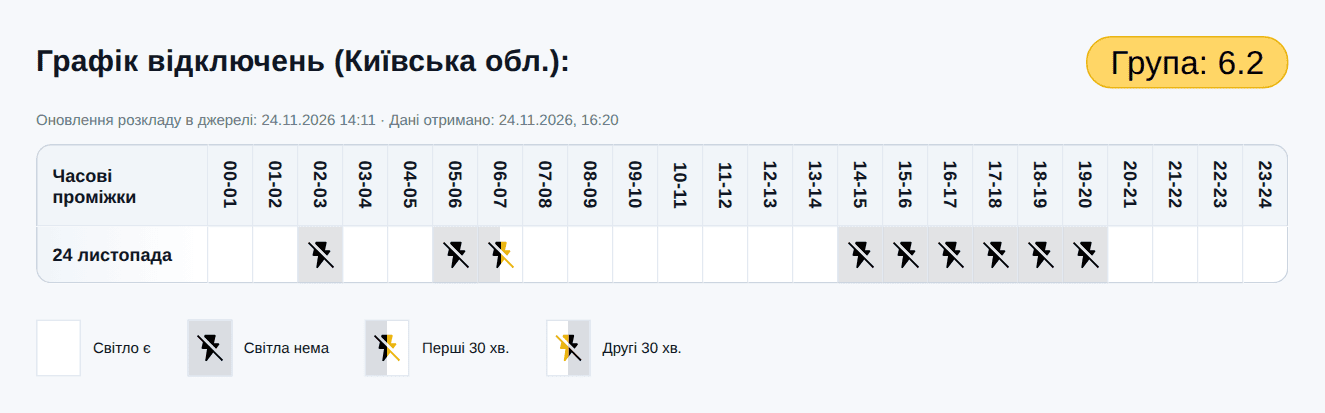 Графік відключень (Київська обл.):
Група: 6.2
Оновлення розкладу в джерелі: 24.11.2026 14:11 · Дані отримано: 24.11.2026, 16:20
Часові
проміжки
00-01
01-02
02-03
03-04
04-05
05-06
06-07
07-08
08-09
09-10
10-11
11-12
12-13
13-14
14-15
15-16
16-17
17-18
18-19
19-20
20-21
21-22
22-23
23-24
24 листопада
Світло є
Світла нема
Перші 30 хв.
Другі 30 хв.